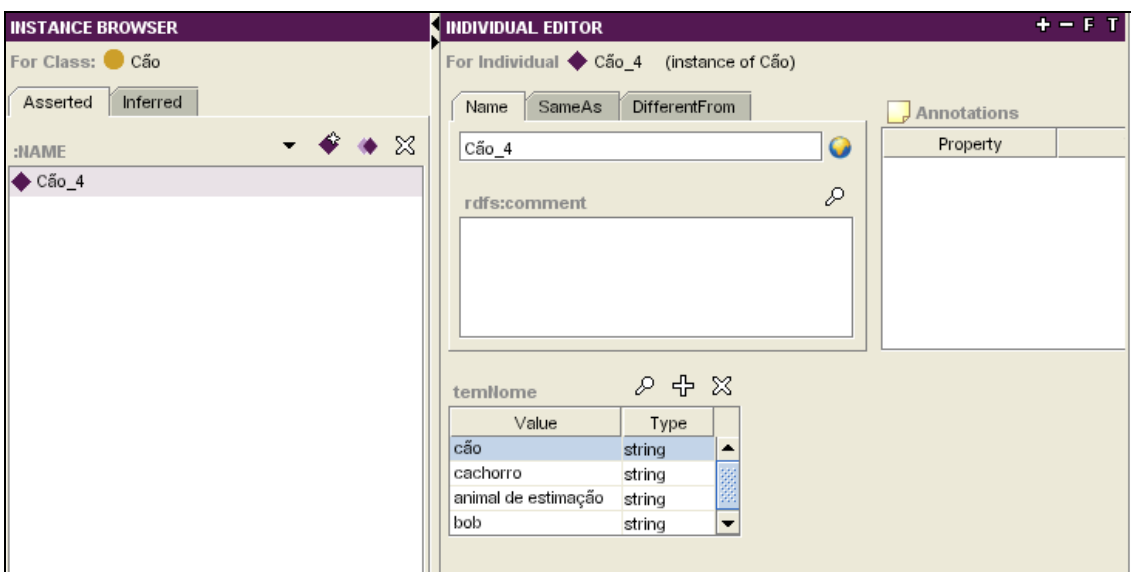 INSTANCE BROWSER
For Class: Cão
Asserted Inferred
:NAME
Cão_4
INDIVIDUAL EDITOR + − F T
For Individual Cão_4 (instance of Cão)
Name SameAs DifferentFrom
Cão_4
rdfs:comment
Annotations
Property
temNome
Value Type
cão string
cachorro string
animal de estimação string
bob string